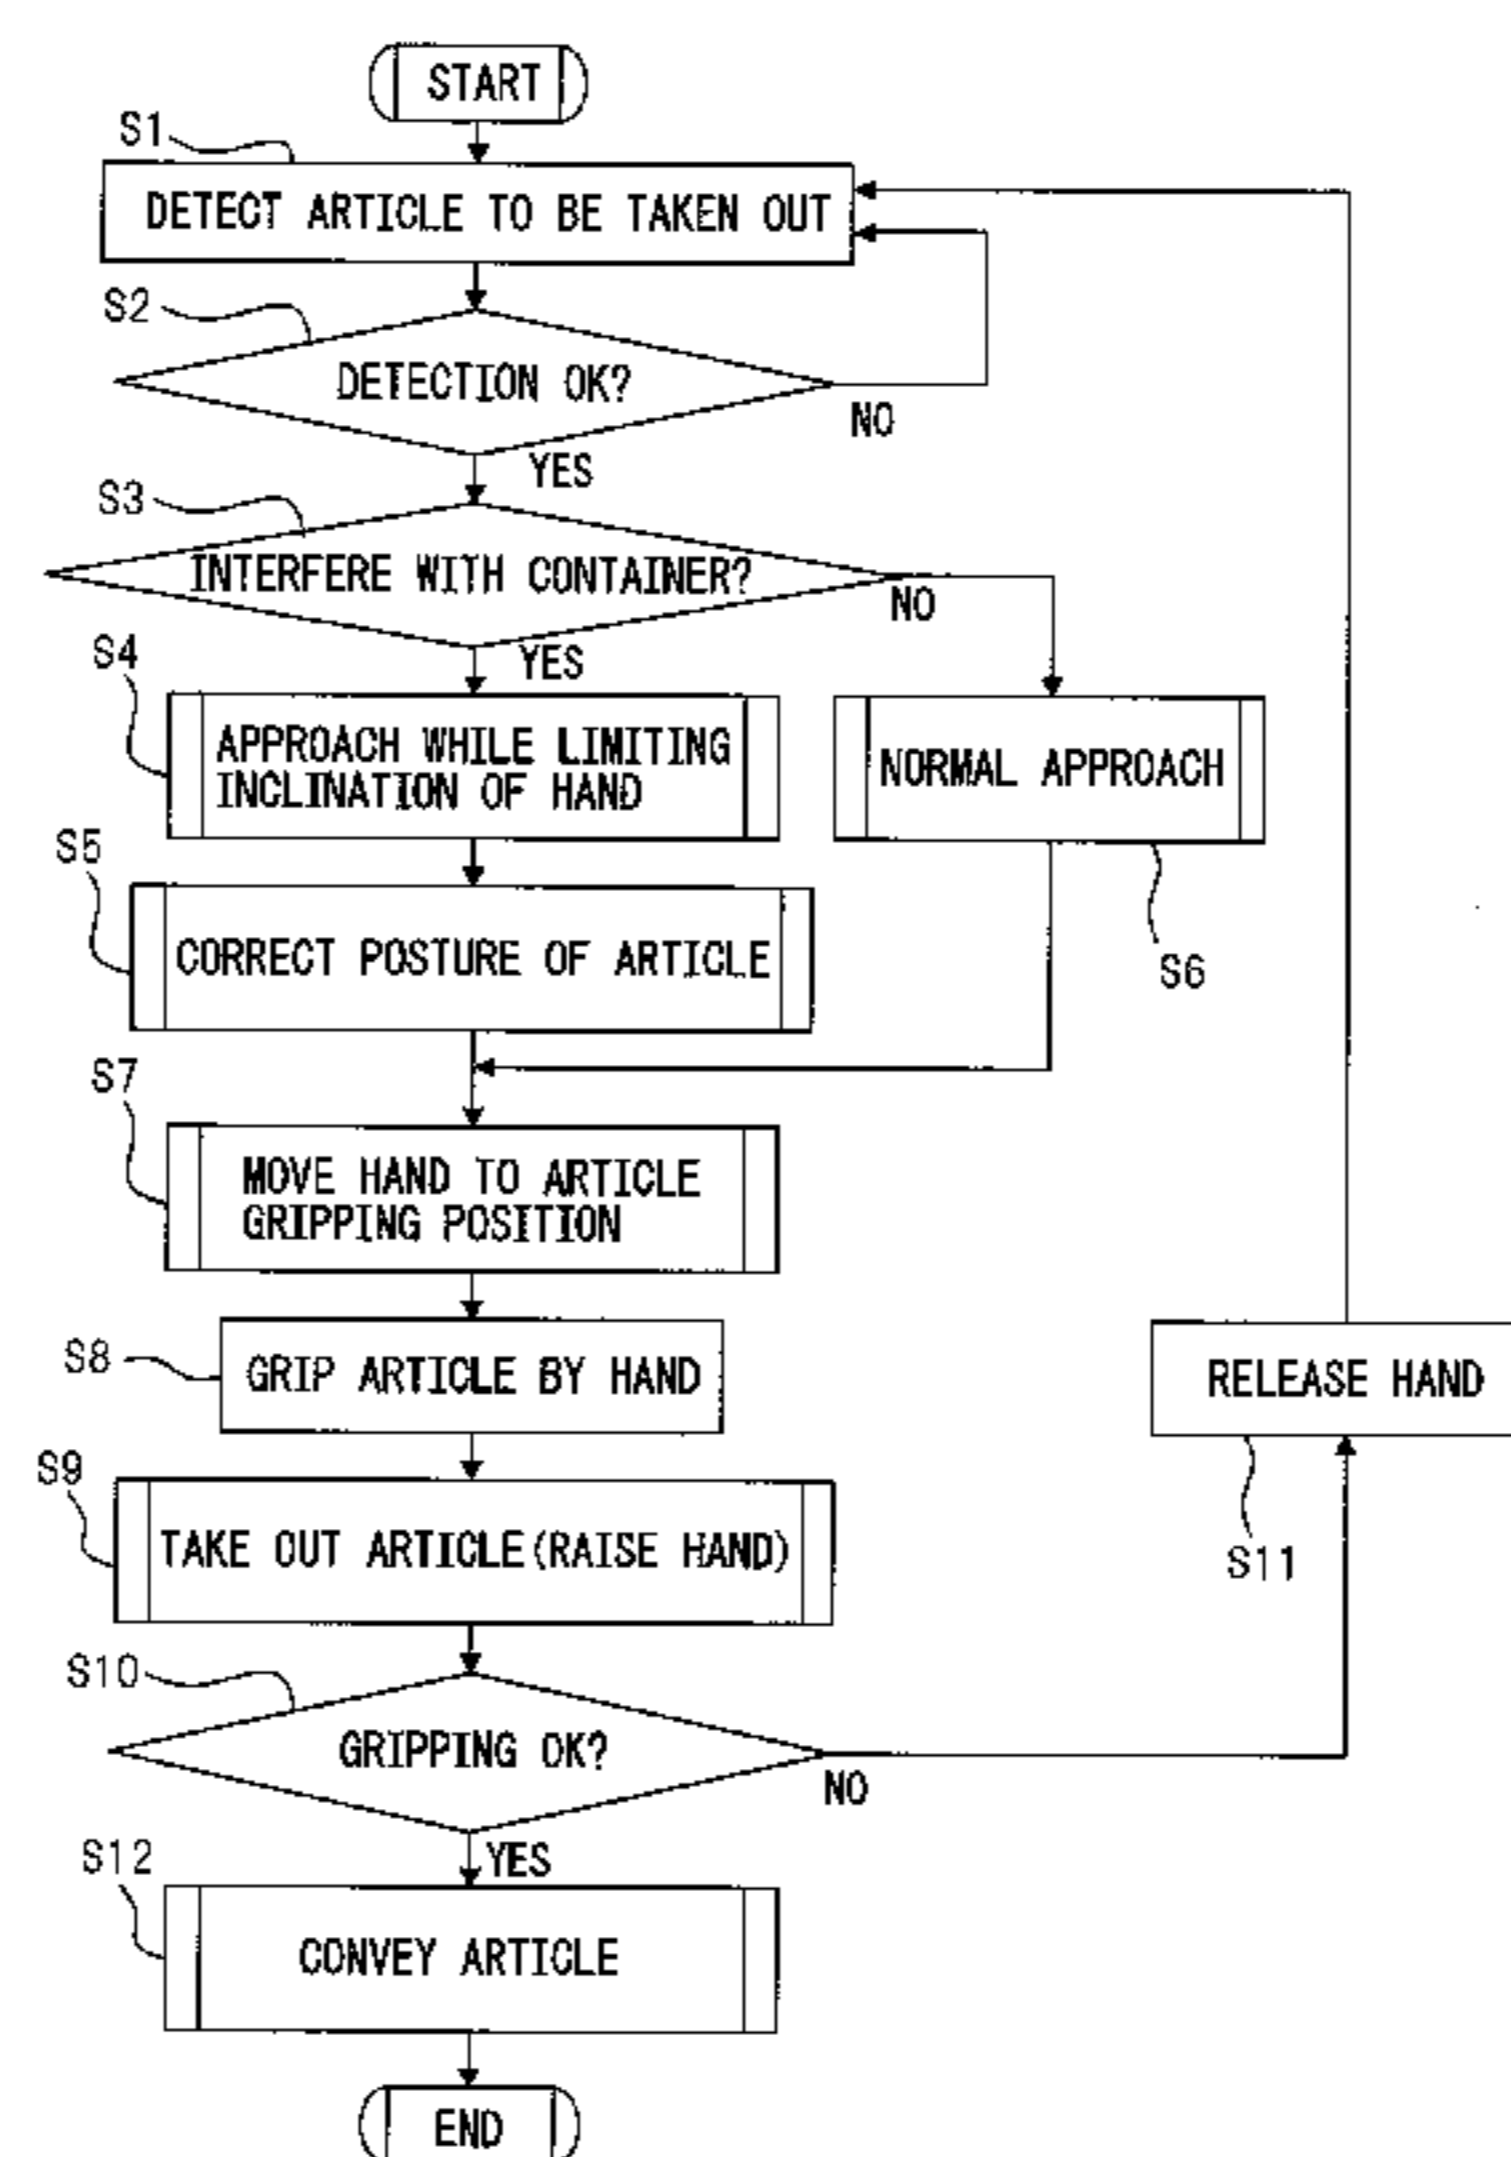 START
S1
DETECT ARTICLE TO BE TAKEN OUT
S2
DETECTION OK?
NO
YES
S3
INTERFERE WITH CONTAINER?
NO
YES
S4
APPROACH WHILE LIMITING
INCLINATION OF HAND
NORMAL APPROACH
S5
CORRECT POSTURE OF ARTICLE
S6
S7
MOVE HAND TO ARTICLE
GRIPPING POSITION
S8
GRIP ARTICLE BY HAND
RELEASE HAND
S9
TAKE OUT ARTICLE(RAISE HAND)
S11
S10
GRIPPING OK?
NO
YES
S12
CONVEY ARTICLE
END